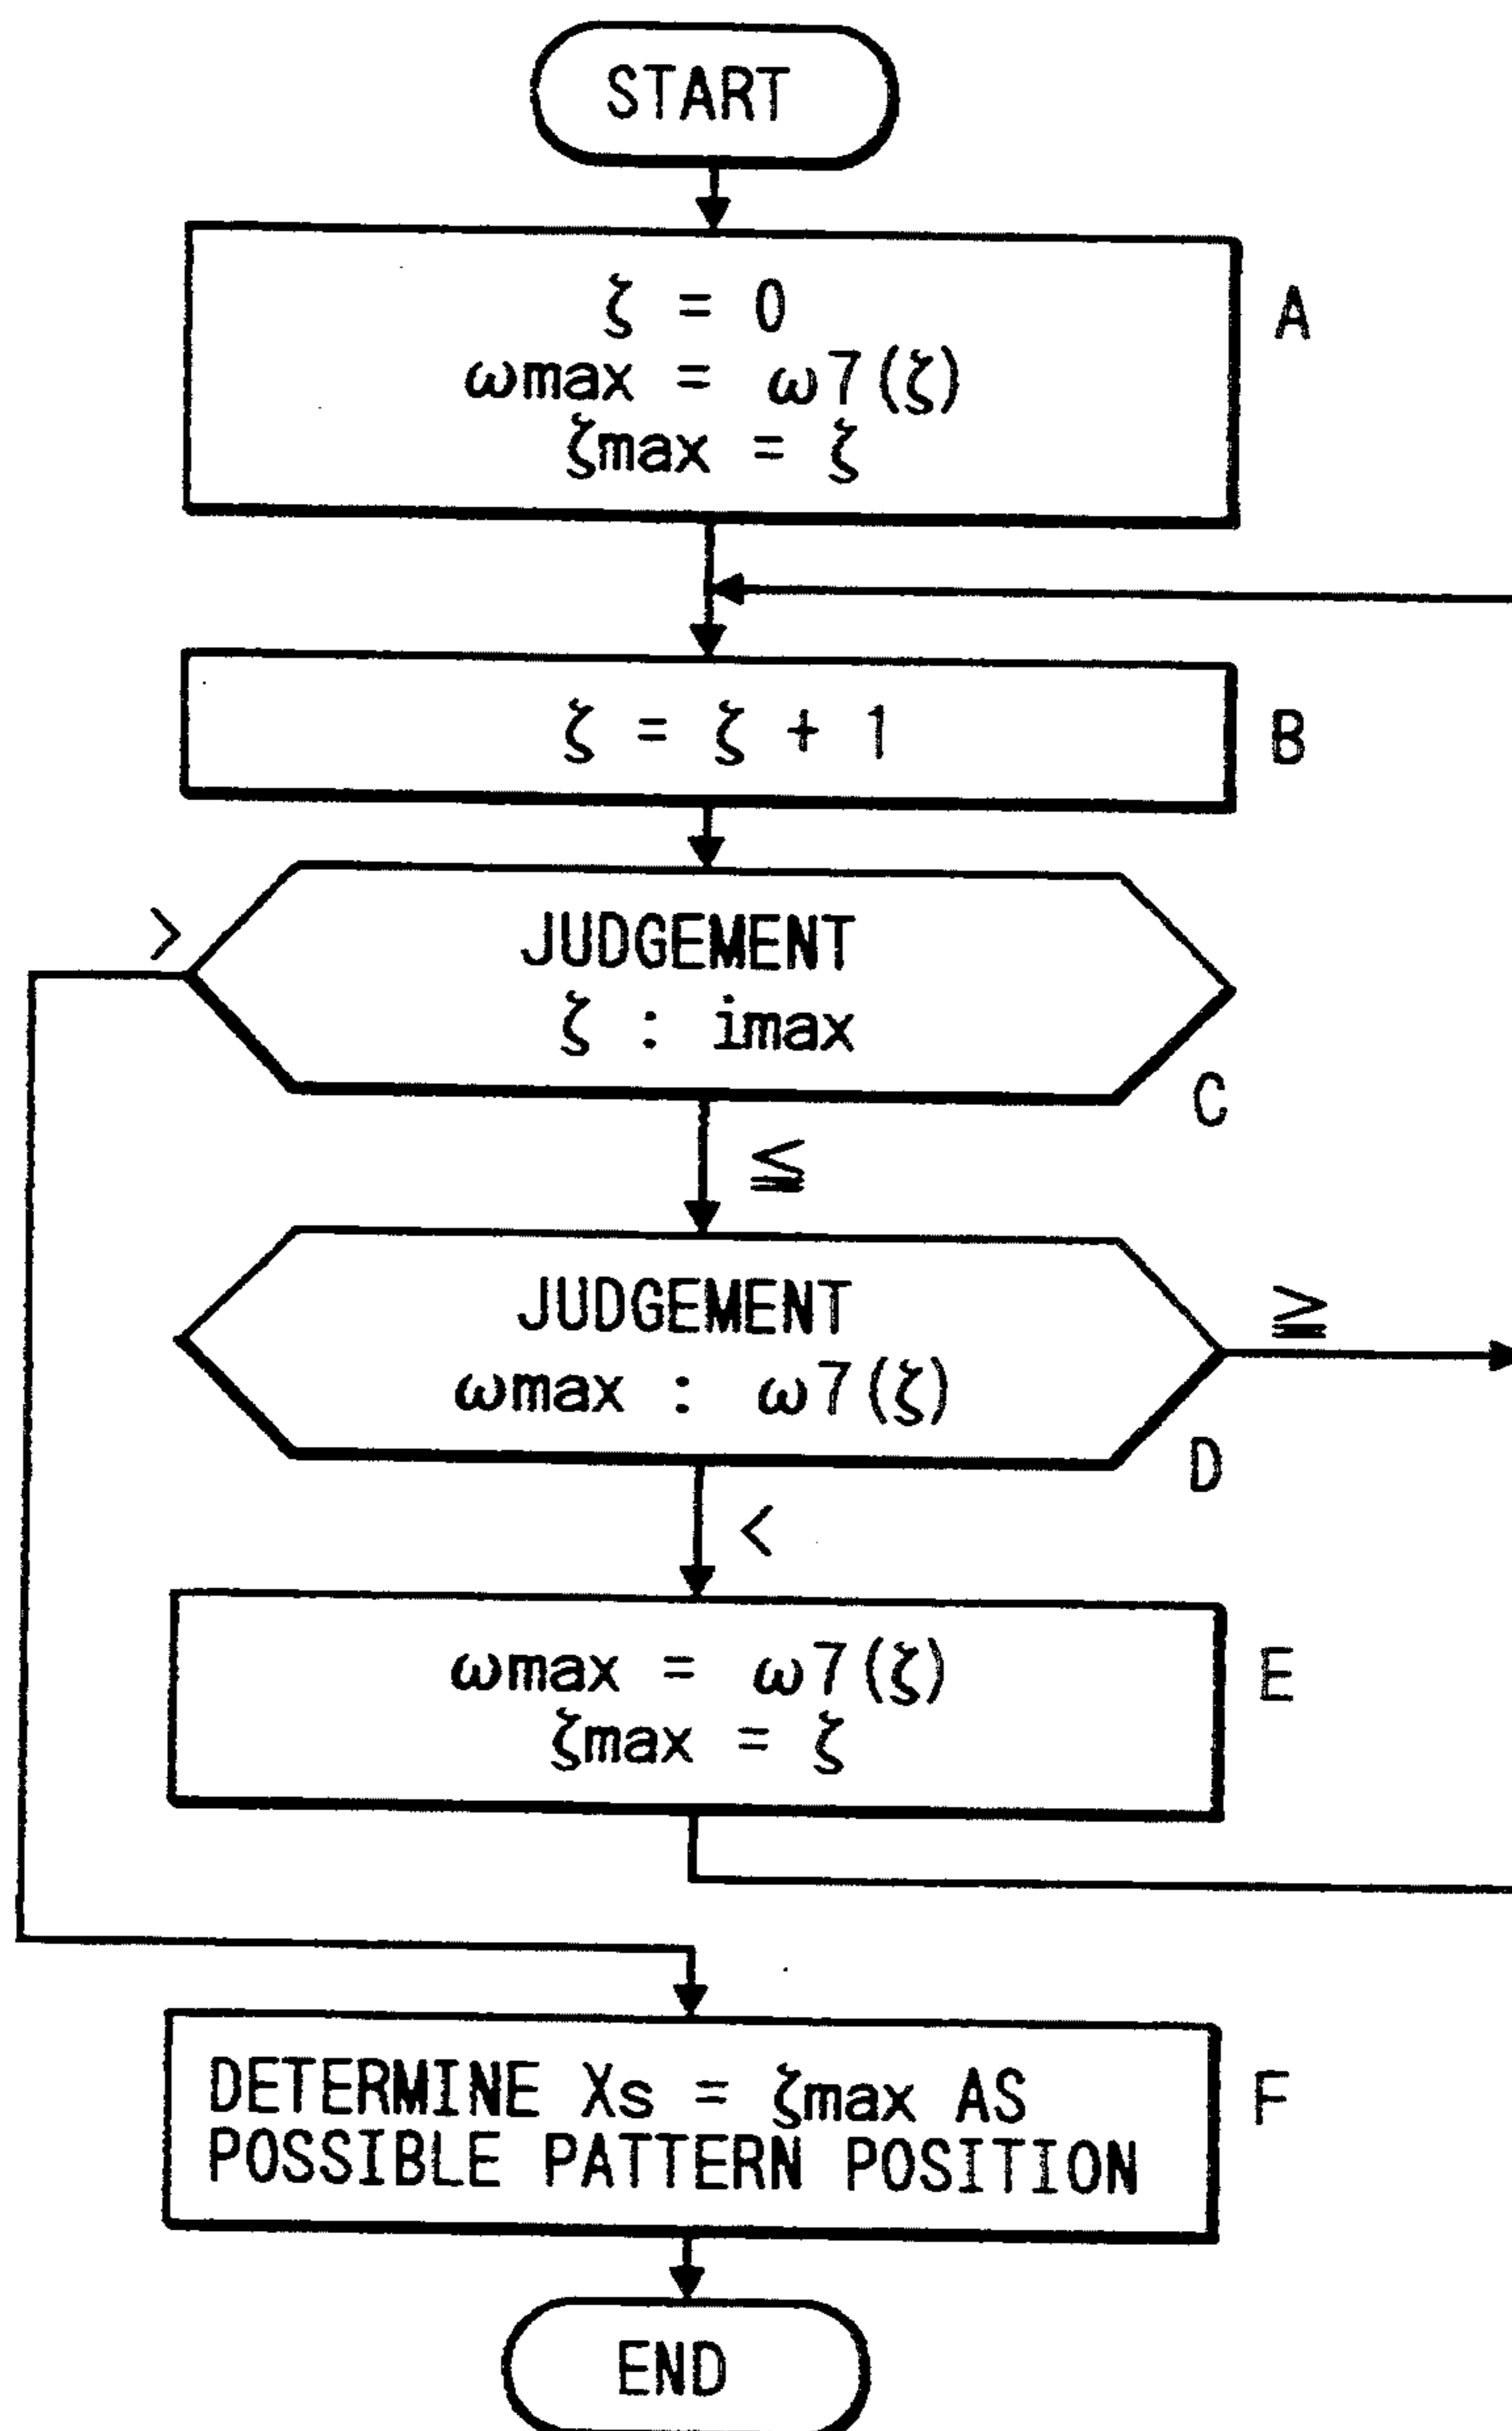 START
ζ = 0
ωmax = ω7(ζ)
ζmax = ζ
A
ζ = ζ + 1
B
>
JUDGEMENT
ζ : imax
C
≦
JUDGEMENT
ωmax : ω7(ζ)
≧
D
<
ωmax = ω7(ζ)
ζmax = ζ
E
DETERMINE Xs = ζmax AS
POSSIBLE PATTERN POSITION
F
END